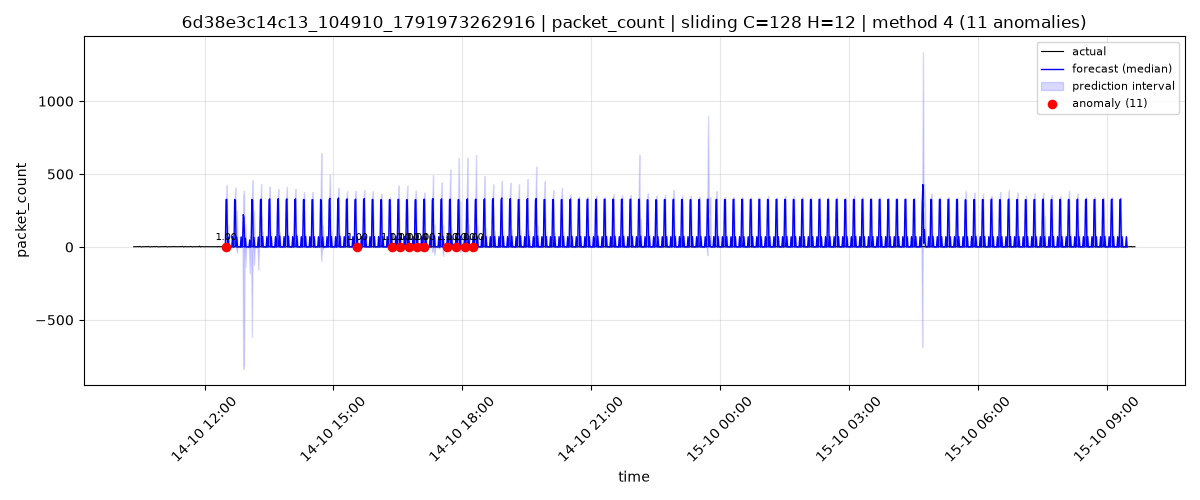 6d38e3c14c13_104910_1791973262916 | packet_count | sliding C=128 H=12 | method 4 (11 anomalies)
actual
forecast (median)
prediction interval
anomaly (11)
packet_count
1000
500
0
−500
1.00
1.00
14-10 12:00
14-10 15:00
14-10 18:00
14-10 21:00
15-10 00:00
15-10 03:00
15-10 06:00
15-10 09:00
time